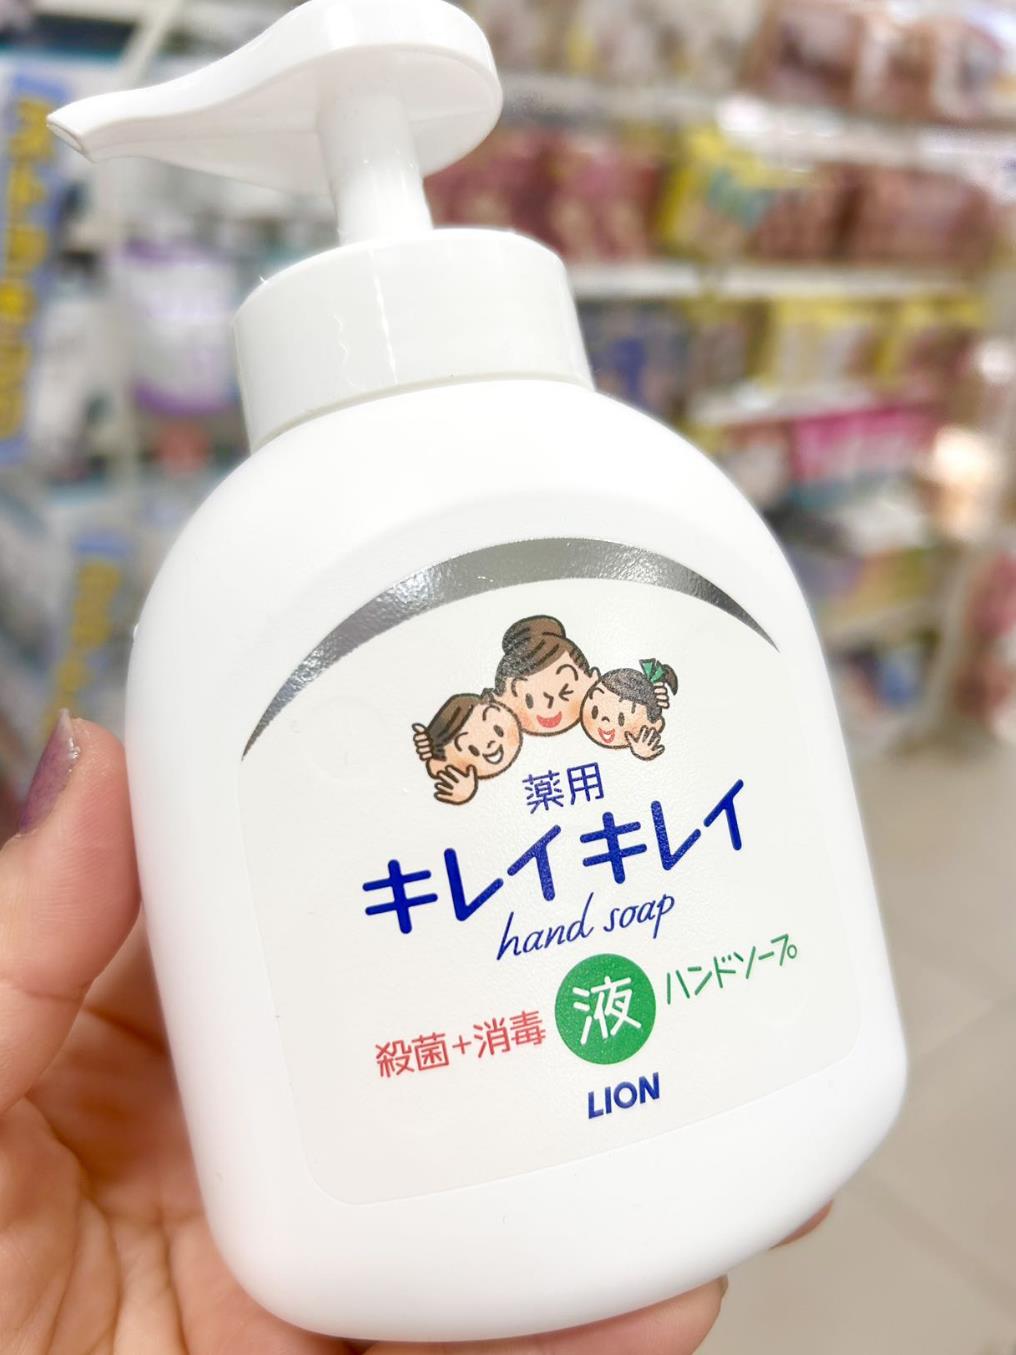 薬用
キレイキレイ
hand soap
殺菌+消毒 液 ハンドソープ
LION